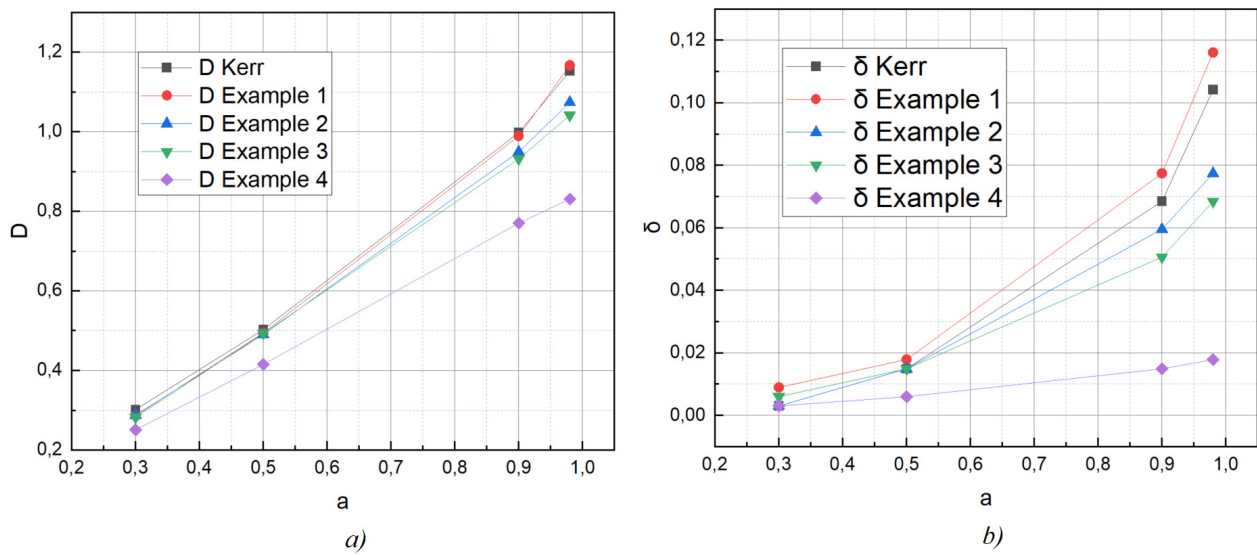 D Kerr
D Example 1
D Example 2
D Example 3
D Example 4
1,2
1,0
0,8
0,6
0,4
0,2
D
0,2 0,3 0,4 0,5 0,6 0,7 0,8 0,9 1,0
a
a)
δ Kerr
δ Example 1
δ Example 2
δ Example 3
δ Example 4
0,12
0,10
0,08
0,06
0,04
0,02
0,00
δ
0,2 0,3 0,4 0,5 0,6 0,7 0,8 0,9 1,0
a
b)